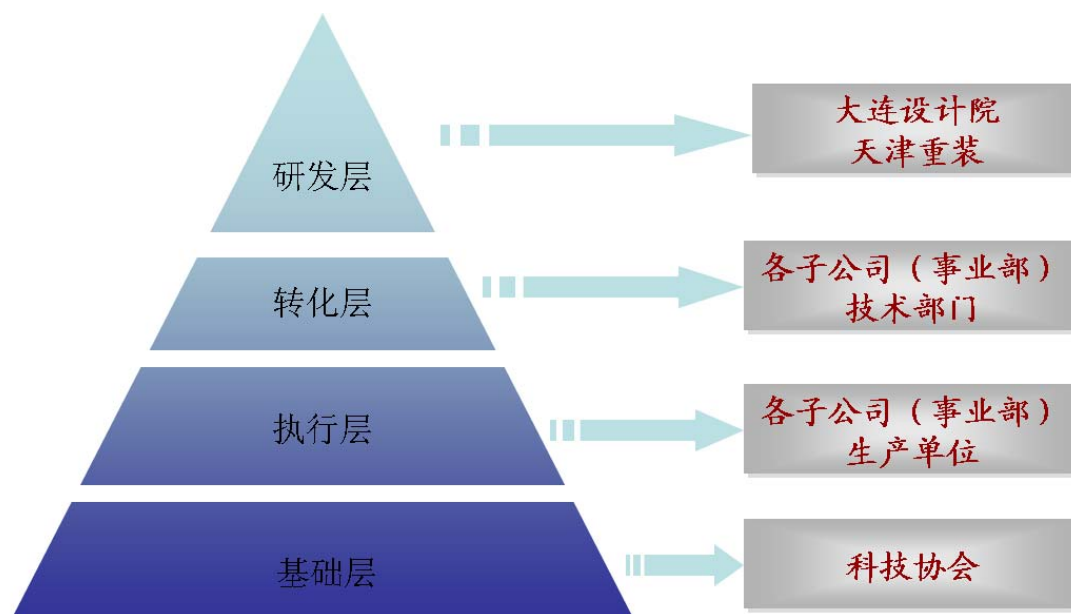 研发层
大连设计院
天津重装
转化层
各子公司（事业部）
技术部门
执行层
各子公司（事业部）
生产单位
基础层
科技协会